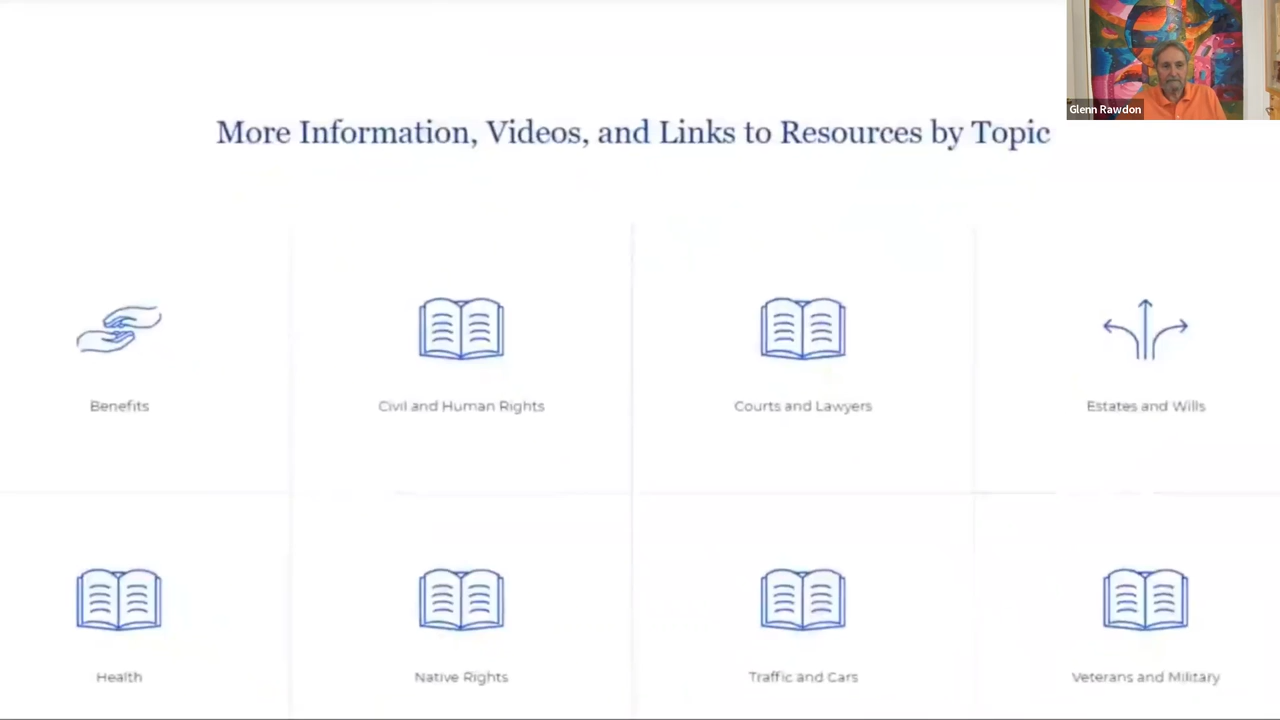 Glenn Rawdon
More Information, Videos, and Links to Resources by Topic
Benefits
Civil and Human Rights
Courts and Lawyers
Estates and Wills
Health
Native Rights
Traffic and Cars
Veterans and Military